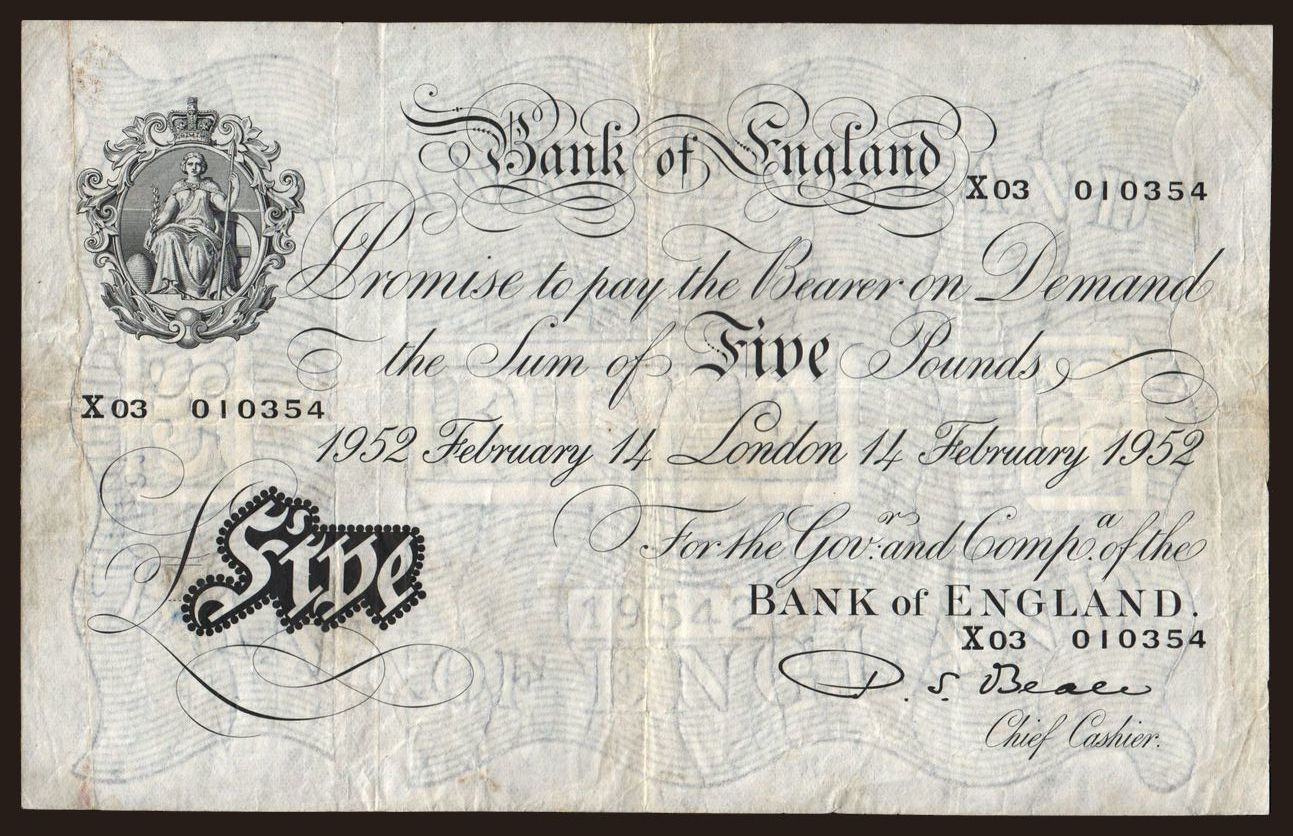 Bank of England
X03 010354
I Promise to pay the Bearer on Demand
the Sum of Five Pounds
X03 010354
1952 February 14 London 14 February 1952
£Five
For the Gov.r and Comp.a of the
BANK of ENGLAND.
X03 010354
P. S. Beale
Chief Cashier.